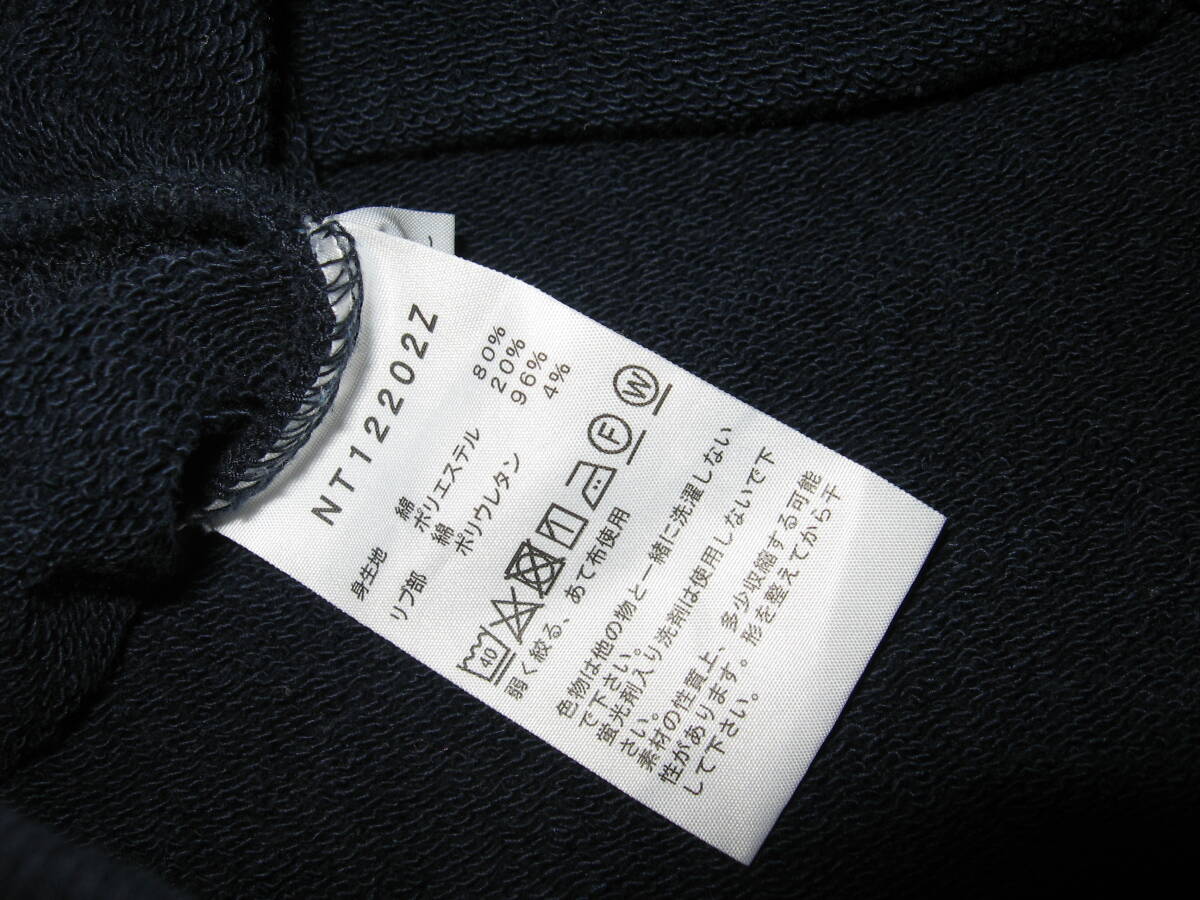 NT12202Z
身生地 綿 80%
ポリエステル 20%
リブ部 綿 96%
ポリウレタン 4%
40 F W
弱く絞る、あて布使用
色物は他の物と一緒に洗濯しない
で下さい。
蛍光剤入り洗剤は使用しないで下
さい。
素材の性質上、多少収縮する可能
性があります。形を整えてから干
して下さい。